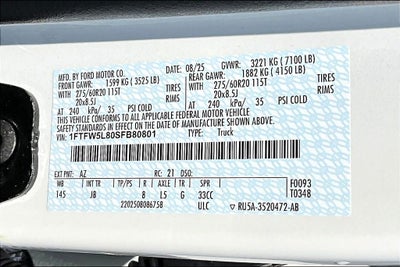 MFD. BY FORD MOTOR CO.
08/25 GVWR: 3221 KG ( 7100 LB)
FRONT GAWR: REAR GAWR:
1599 KG ( 3525 LB) 1882 KG ( 4150 LB)
WITH WITH
275/60R20 115T TIRES 275/60R20 115T TIRES
20x8.5J RIMS 20x8.5J RIMS
AT 240 kPa/ 35 PSI COLD AT 240 kPa/ 35 PSI COLD
THIS VEHICLE CONFORMS TO ALL APPLICABLE FEDERAL MOTOR VEHICLE
SAFETY STANDARDS IN EFFECT ON THE DATE OF MANUFACTURE SHOWN ABOVE.
VIN: 1FTFW5L80SFB80801 TYPE: Truck
EXT PNT: AZ RC: 21 DSO: F0093
WB INT TR TP/PS R AXLE TR SPR T0348
145 JB 8 L5 G 33CC
2202508086758 ULC RU5A-3520472-AB